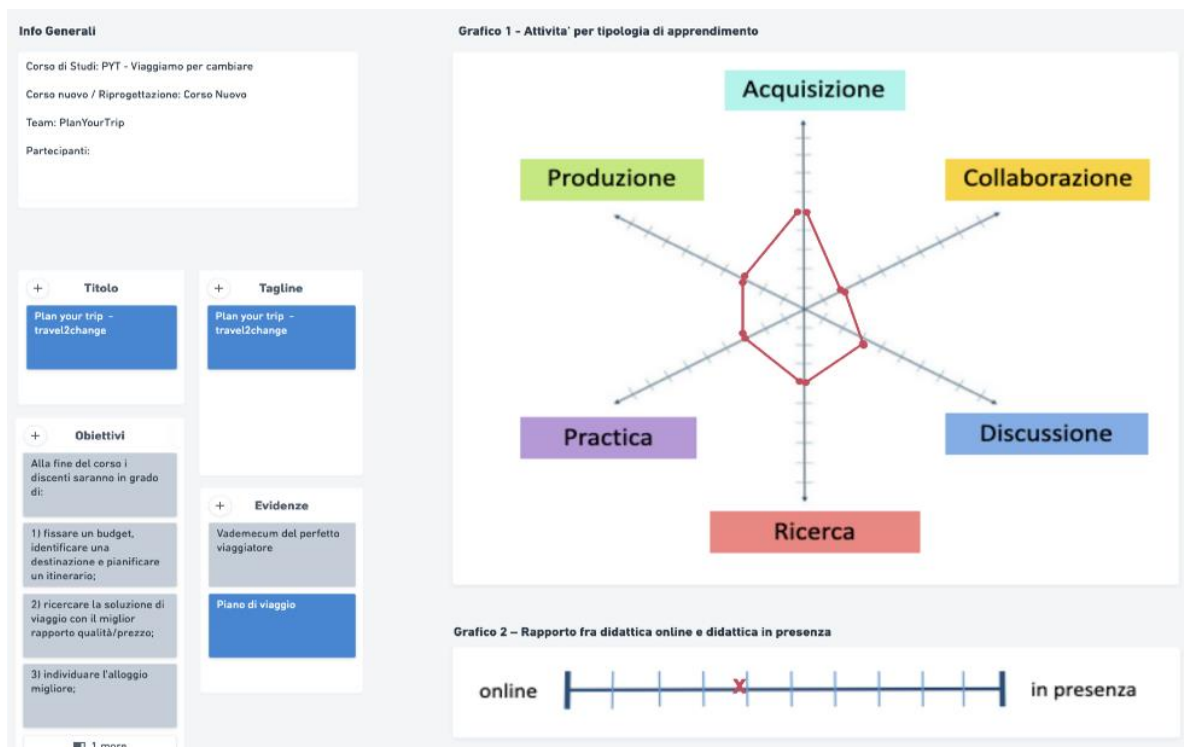 Info Generali
Corso di Studi: PYT - Viaggiamo per cambiare
Corso nuovo / Riprogettazione: Corso Nuovo
Team: PlanYourTrip
Partecipanti:
+ Titolo
Plan your trip -
travel2change
+ Tagline
Plan your trip -
travel2change
+ Obiettivi
Alla fine del corso i
discenti saranno in grado
di:
1) fissare un budget,
identificare una
destinazione e pianificare
un itinerario;
2) ricercare la soluzione di
viaggio con il miglior
rapporto qualità/prezzo;
3) individuare l'alloggio
migliore;
1 more
+ Evidenze
Vademecum del perfetto
viaggiatore
Piano di viaggio
Grafico 1 - Attivita' per tipologia di apprendimento
Acquisizione
Produzione
Collaborazione
Practica
Discussione
Ricerca
Grafico 2 – Rapporto fra didattica online e didattica in presenza
online
x
in presenza